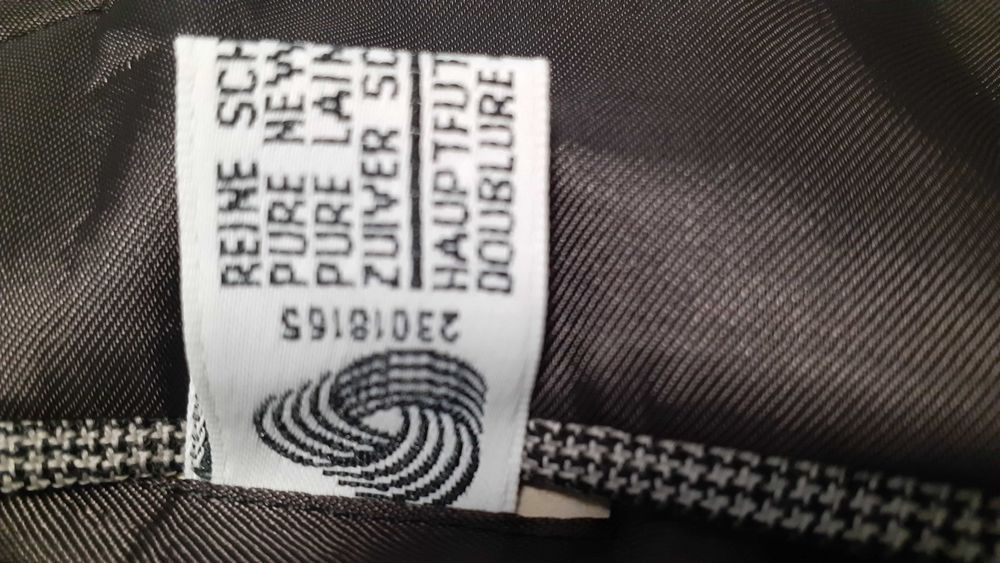 REINE SCH
PURE NEW
PURE LAIN
ZUIVER SC
HAUPTFUT
DOUBLURE
23018165